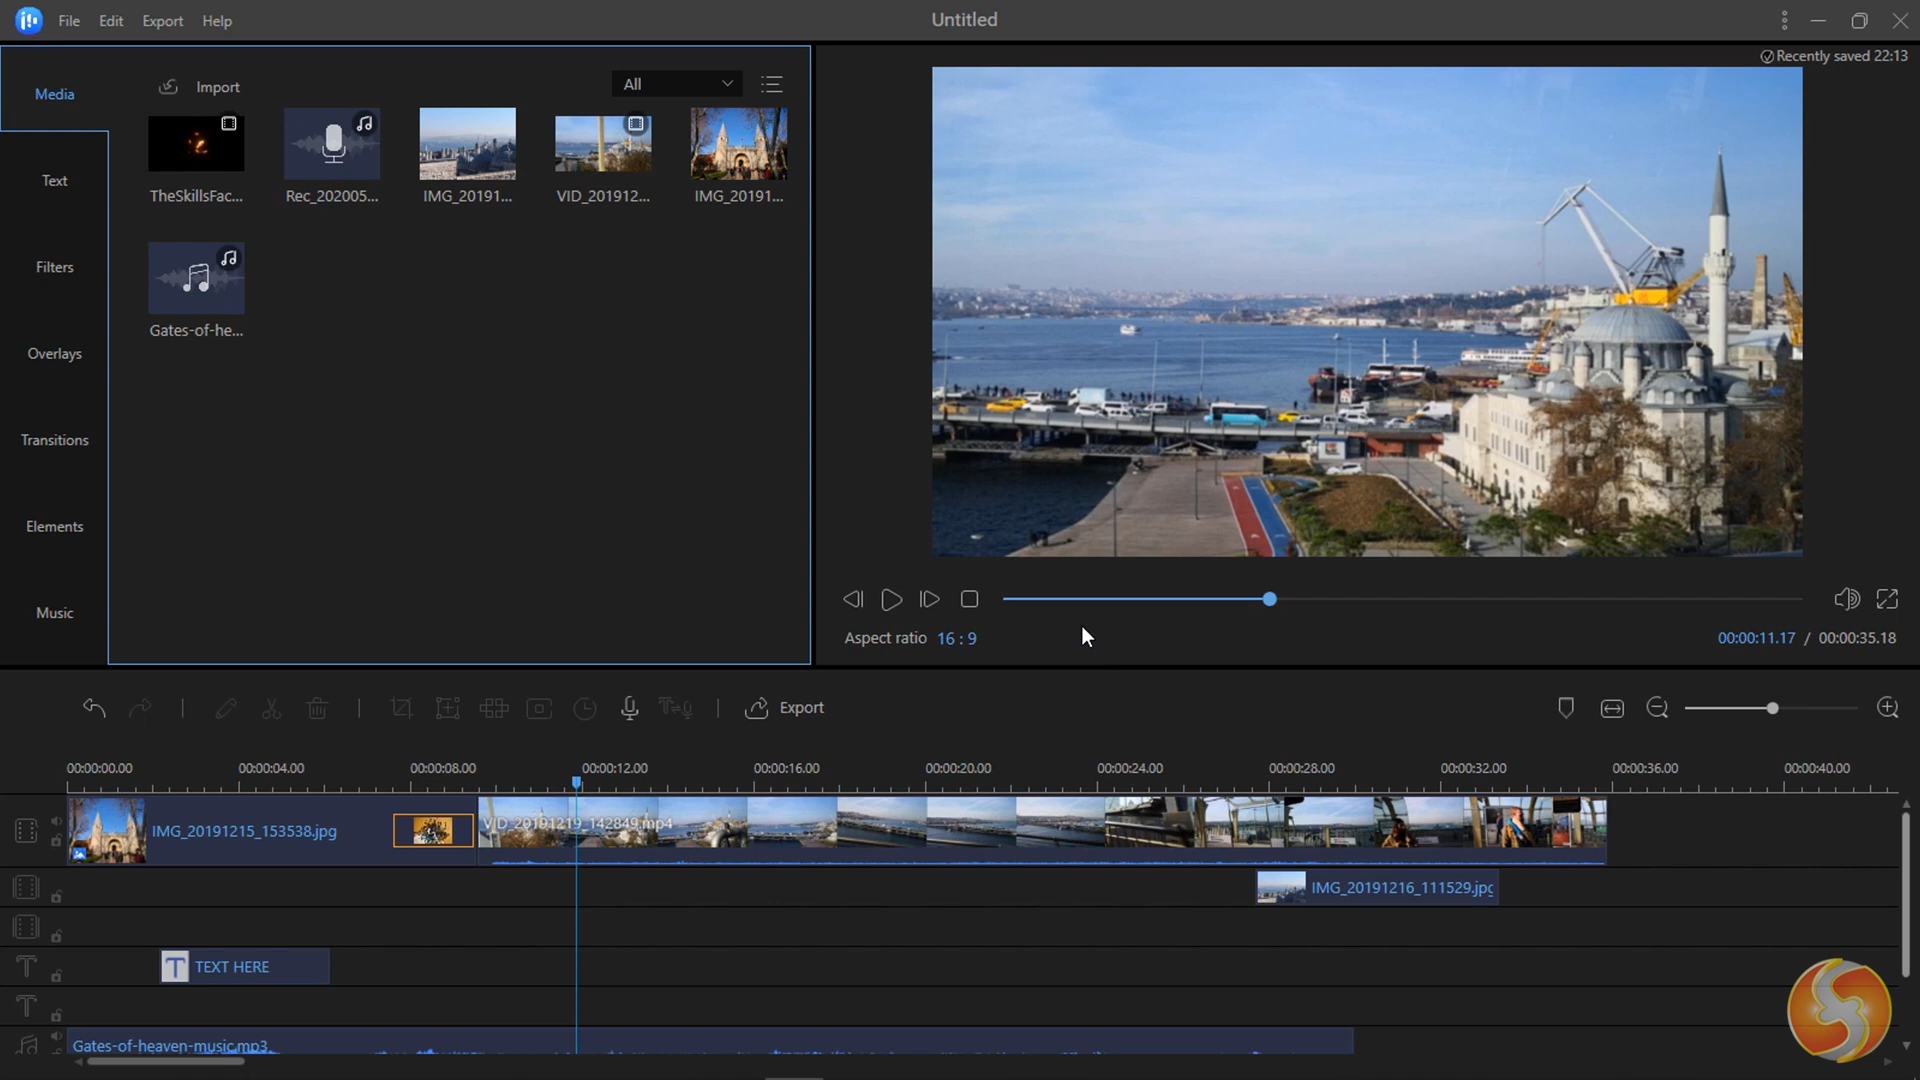 File Edit Export Help
Untitled
Recently saved 22:13
Media
Import
All
TheSkillsFac...
Rec_202005...
IMG_20191...
VID_201912...
IMG_20191...
Text
Filters
Gates-of-he...
Overlays
Transitions
Elements
Music
Aspect ratio 16 : 9
00:00:11.17 / 00:00:35.18
Export
00:00:00.00 00:00:04.00 00:00:08.00 00:00:12.00 00:00:16.00 00:00:20.00 00:00:24.00 00:00:28.00 00:00:32.00 00:00:36.00 00:00:40.00
IMG_20191215_153538.jpg
VID_20191219_142849.mp4
IMG_20191216_111529.jpg
TEXT HERE
Gates-of-heaven-music.mp3